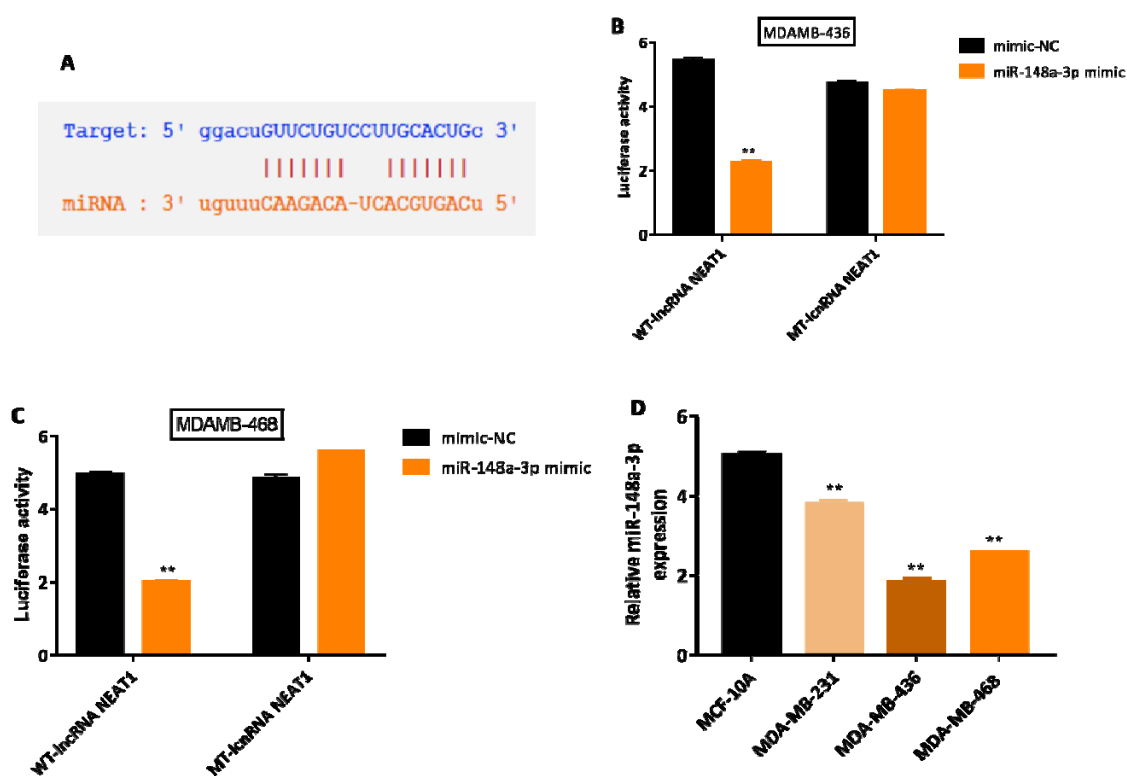 A
Target: 5' ggacuGUUCUGUCCUUGCACUGc 3'
||||||| |||||||
miRNA : 3' uguuuCAAGACA-UCACGUGACu 5'
B
MDAMB-436
mimic-NC
miR-148a-3p mimic
Luciferase activity
6
4
2
0
**
WT-lncRNA NEAT1
MT-lcnRNA NEAT1
C
MDAMB-468
mimic-NC
miR-148a-3p mimic
Luciferase activity
6
4
2
0
**
WT-lncRNA NEAT1
MT-lcnRNA NEAT1
D
Relative miR-148a-3p
expression
6
4
2
0
**
**
**
MCF-10A
MDA-MB-231
MDA-MB-436
MDA-MB-468